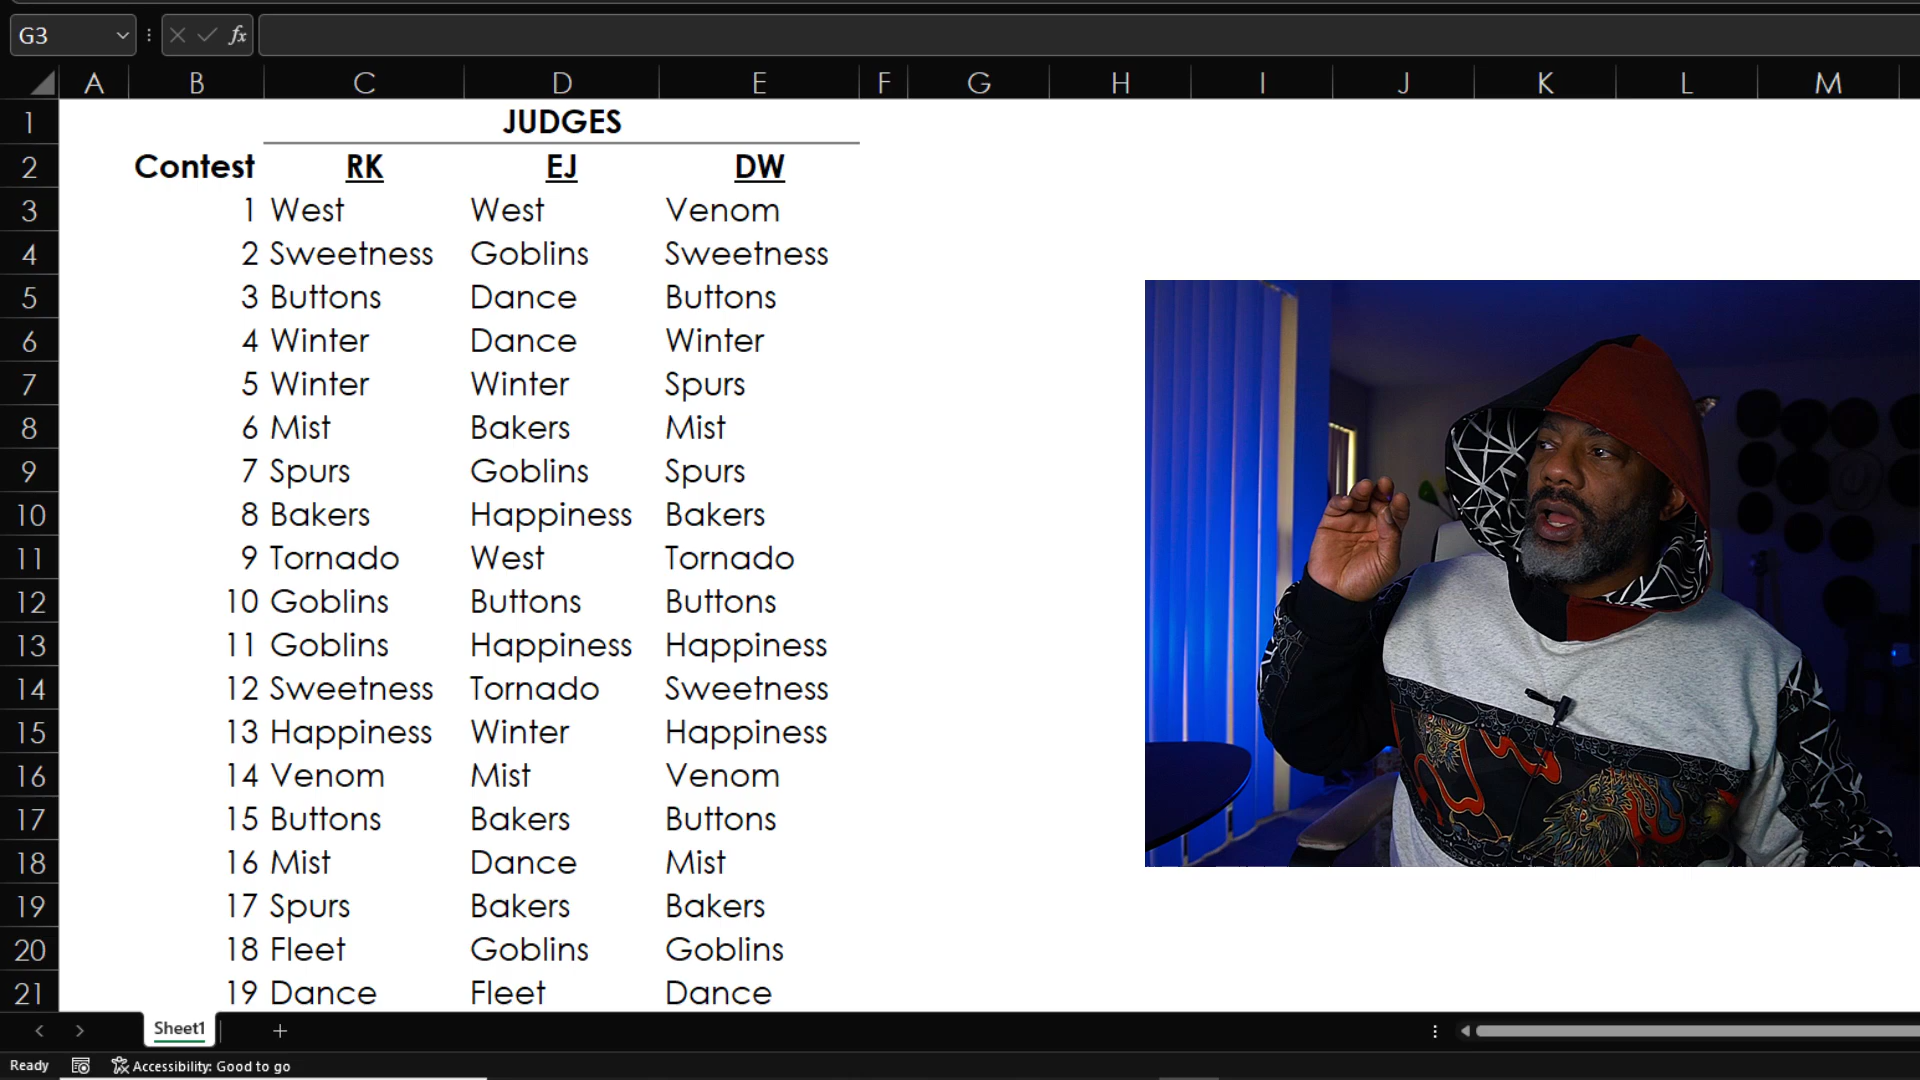 G3 fx
A B C D E F G H I J K L M
1 JUDGES
2 Contest RK EJ DW
3 1 West West Venom
4 2 Sweetness Goblins Sweetness
5 3 Buttons Dance Buttons
6 4 Winter Dance Winter
7 5 Winter Winter Spurs
8 6 Mist Bakers Mist
9 7 Spurs Goblins Spurs
10 8 Bakers Happiness Bakers
11 9 Tornado West Tornado
12 10 Goblins Buttons Buttons
13 11 Goblins Happiness Happiness
14 12 Sweetness Tornado Sweetness
15 13 Happiness Winter Happiness
16 14 Venom Mist Venom
17 15 Buttons Bakers Buttons
18 16 Mist Dance Mist
19 17 Spurs Bakers Bakers
20 18 Fleet Goblins Goblins
21 19 Dance Fleet Dance
Sheet1
Ready Accessibility: Good to go